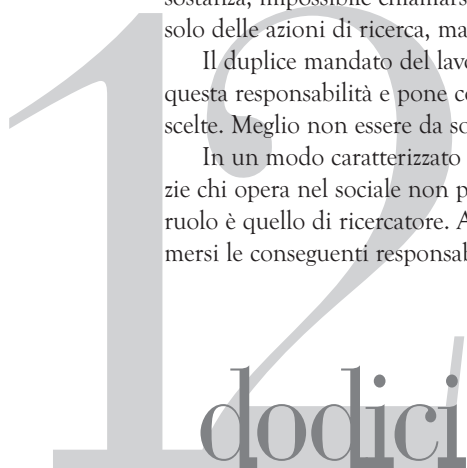 sostanza, impossibile chiamars
solo delle azioni di ricerca, ma
Il duplice mandato del lavo
questa responsabilità e pone co
scelte. Meglio non essere da so
In un modo caratterizzato
zie chi opera nel sociale non p
ruolo è quello di ricercatore. A
mersi le conseguenti responsab
12
dodici